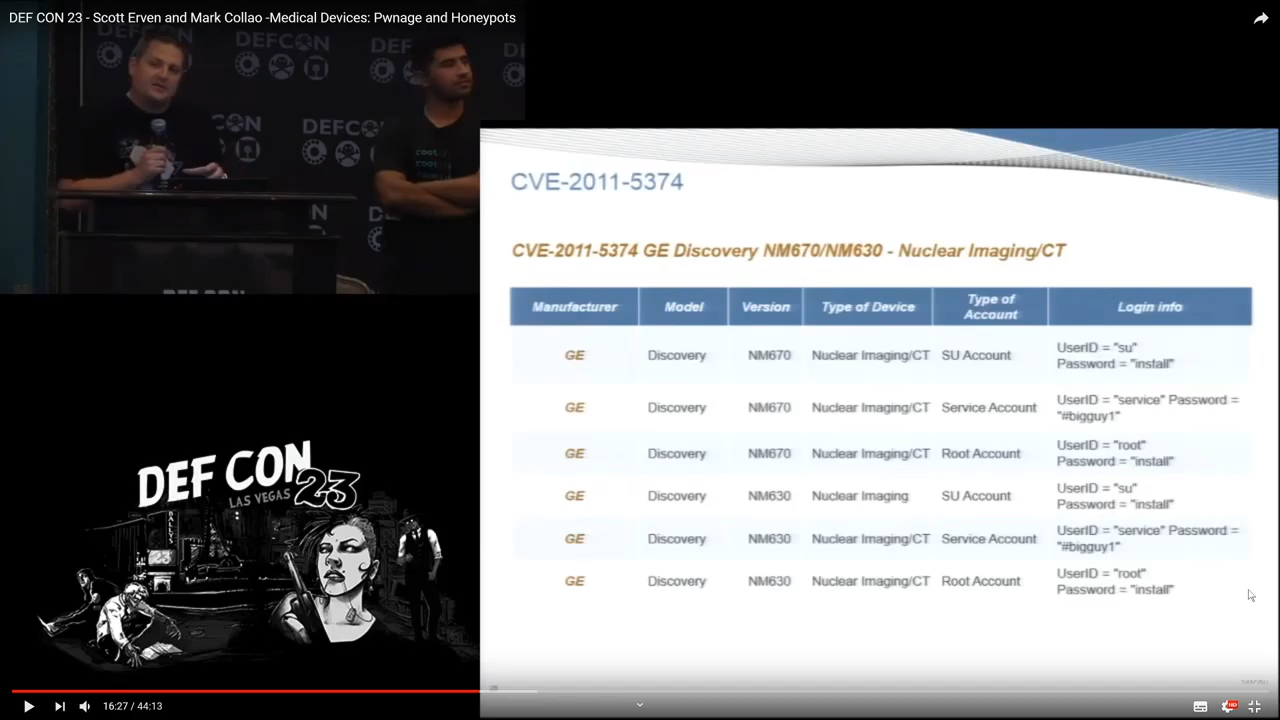 DEF CON 23 - Scott Erven and Mark Collao -Medical Devices: Pwnage and Honeypots
DEFCON
DEFCON
DEFCON
CVE-2011-5374
CVE-2011-5374 GE Discovery NM670/NM630 - Nuclear Imaging/CT
Manufacturer Model Version Type of Device Type of Account Login info
GE Discovery NM670 Nuclear Imaging/CT SU Account UserID = "su"
Password = "install"
GE Discovery NM670 Nuclear Imaging/CT Service Account UserID = "service" Password =
"#bigguy1"
GE Discovery NM670 Nuclear Imaging/CT Root Account UserID = "root"
Password = "install"
GE Discovery NM630 Nuclear Imaging SU Account UserID = "su"
Password = "install"
GE Discovery NM630 Nuclear Imaging/CT Service Account UserID = "service" Password =
"#bigguy1"
GE Discovery NM630 Nuclear Imaging/CT Root Account UserID = "root"
Password = "install"
DEF CON 23
LAS VEGAS
BALLYS
16:27 / 44:13
HD